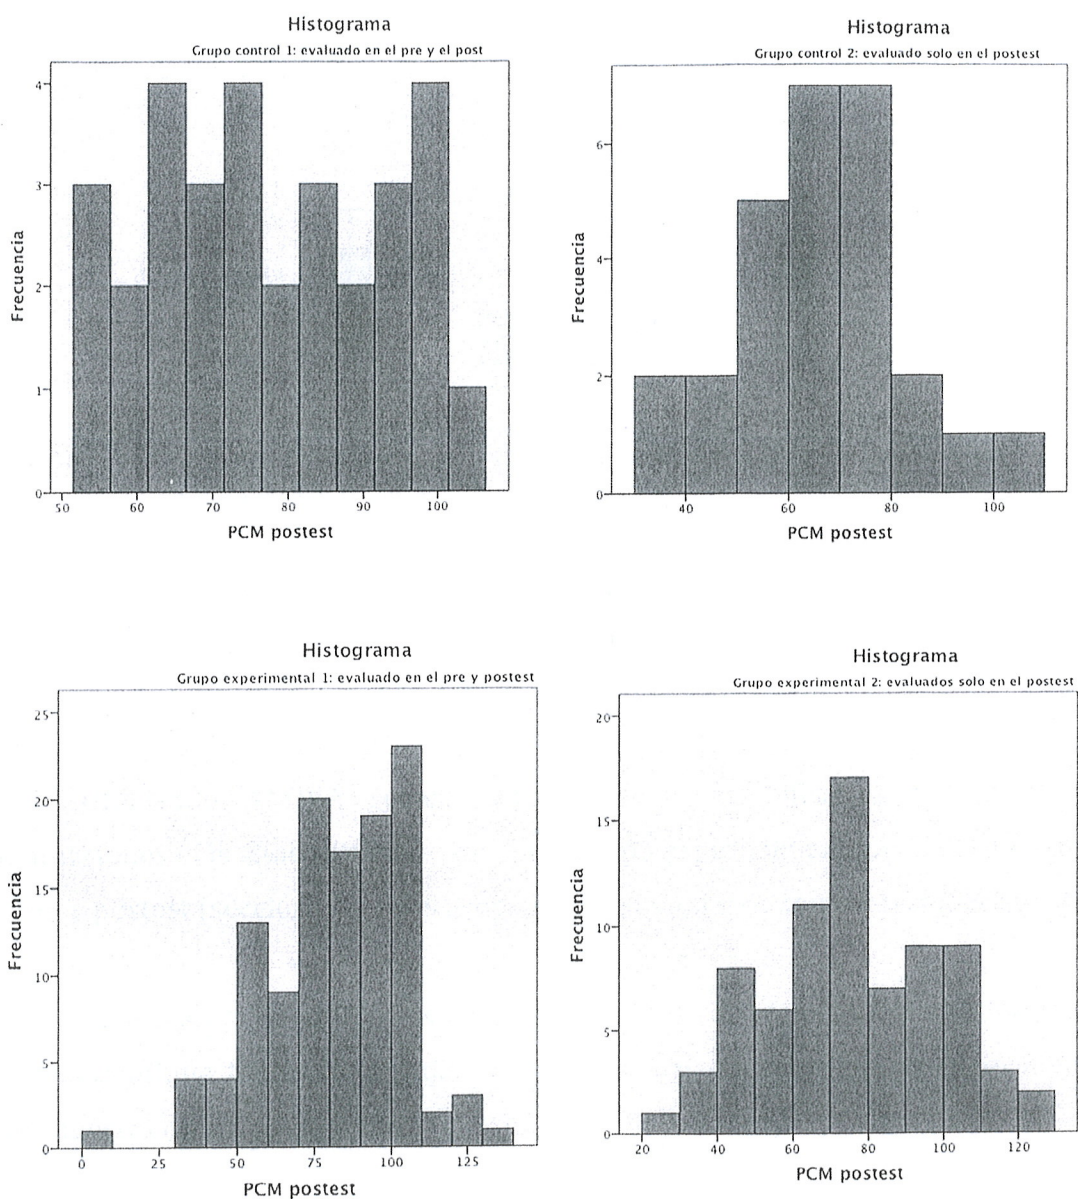 Histograma
Grupo control 1: evaluado en el pre y el post
Frecuencia
4
3
2
1
0
50 60 70 80 90 100
PCM postest
Histograma
Grupo control 2: evaluado solo en el postest
Frecuencia
6
4
2
0
40 60 80 100
PCM postest
Histograma
Grupo experimental 1: evaluado en el pre y postest
Frecuencia
25
20
15
10
5
0
0 25 50 75 100 125
PCM postest
Histograma
Grupo experimental 2: evaluados solo en el postest
Frecuencia
20
15
10
5
0
20 40 60 80 100 120
PCM postest